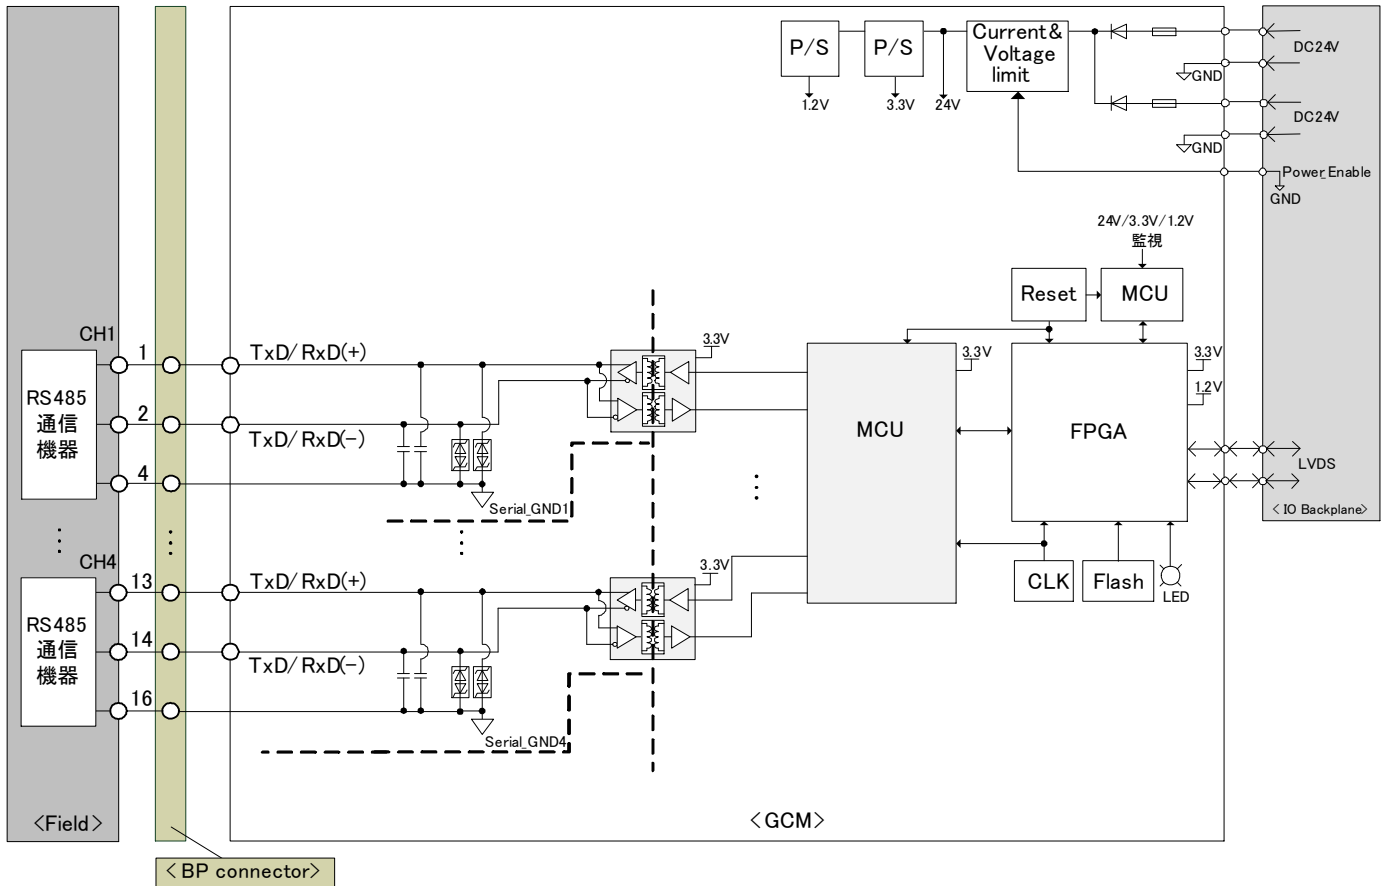 P/S
P/S
Current&
Voltage
limit
1.2V
3.3V
24V
DC24V
GND
DC24V
GND
Power_Enable
GND
24V/3.3V/1.2V
監視
Reset
MCU
CH1
RS485
通信
機器
1
2
4
TxD/RxD(+)
TxD/RxD(-)
Serial_GND1
3.3V
MCU
3.3V
FPGA
3.3V
1.2V
LVDS
< IO Backplane>
CH4
RS485
通信
機器
13
14
16
TxD/RxD(+)
TxD/RxD(-)
Serial_GND4
3.3V
CLK
Flash
LED
<Field>
<GCM>
< BP connector>